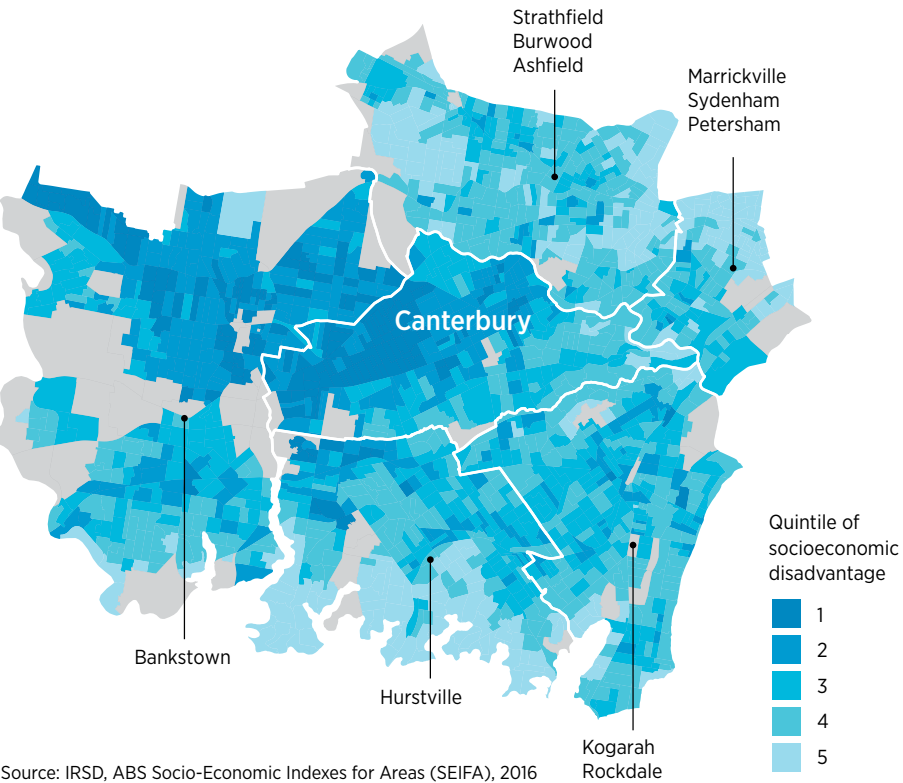 Strathfield
Burwood
Ashfield
Marrickville
Sydenham
Petersham
Canterbury
Bankstown
Hurstville
Kogarah
Rockdale
Quintile of
socioeconomic
disadvantage
1
2
3
4
5
Source: IRSD, ABS Socio-Economic Indexes for Areas (SEIFA), 2016